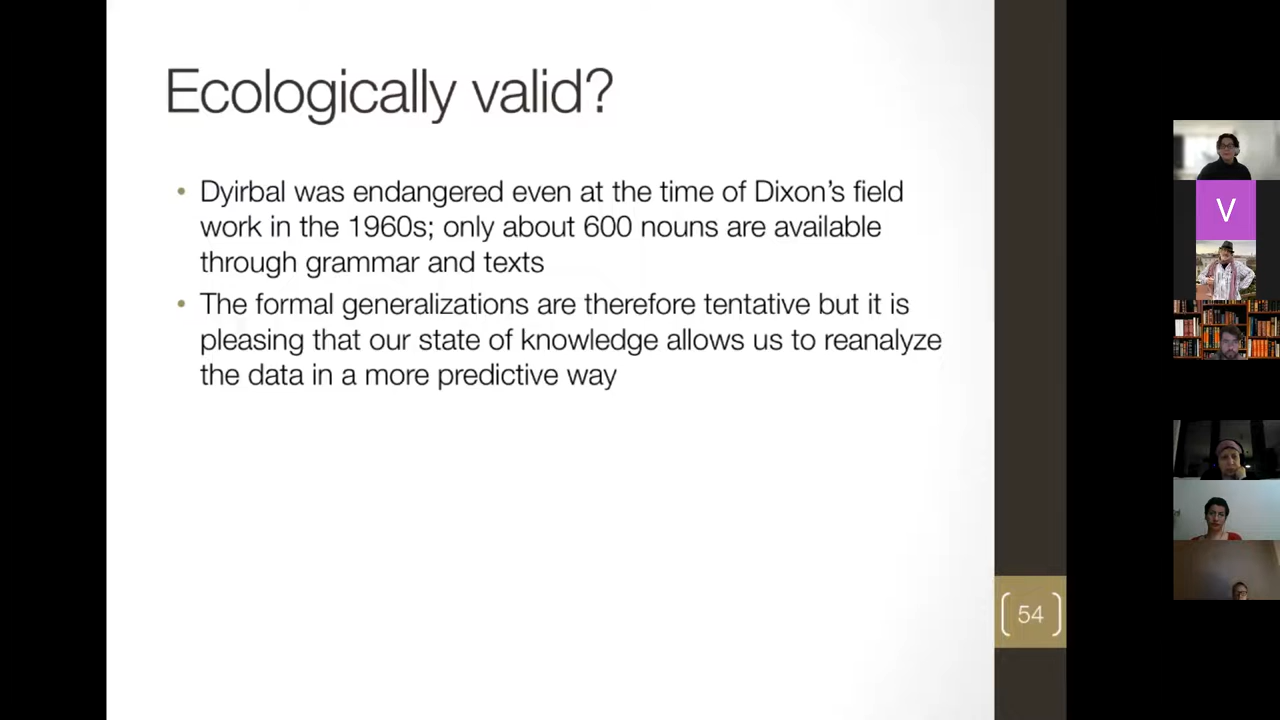 Ecologically valid?
• Dyirbal was endangered even at the time of Dixon’s field
work in the 1960s; only about 600 nouns are available
through grammar and texts
• The formal generalizations are therefore tentative but it is
pleasing that our state of knowledge allows us to reanalyze
the data in a more predictive way
54
V